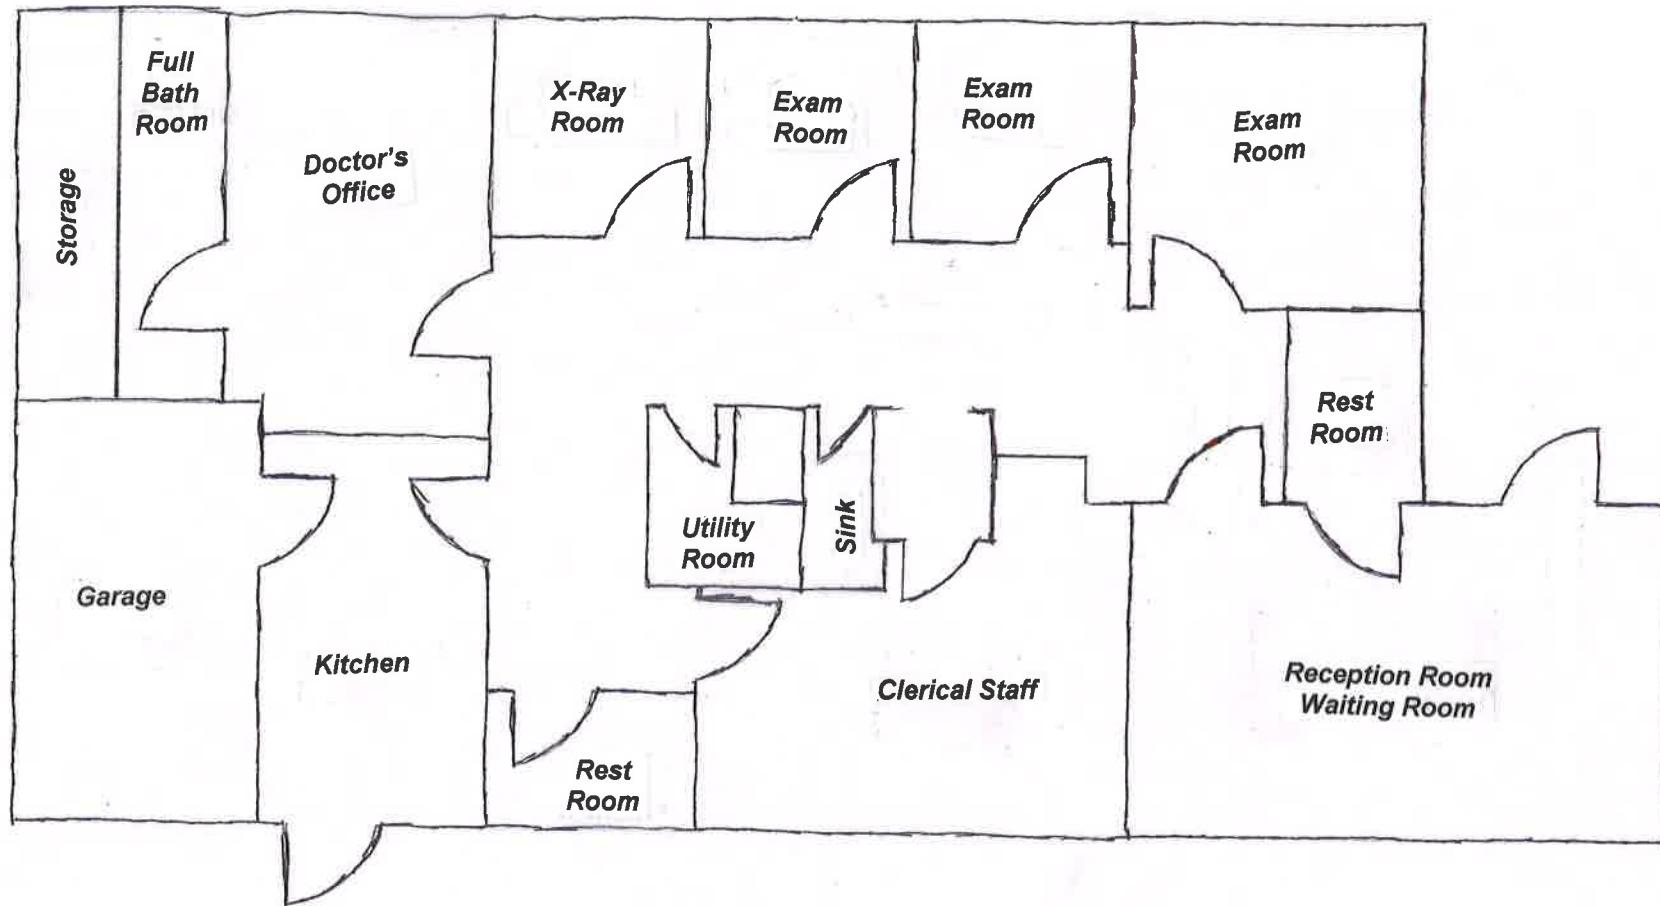 Full
Bath
Room
Storage
Doctor's
Office
X-Ray
Room
Exam
Room
Exam
Room
Exam
Room
Rest
Room
Utility
Room
Sink
Garage
Kitchen
Clerical Staff
Reception Room
Waiting Room
Rest
Room